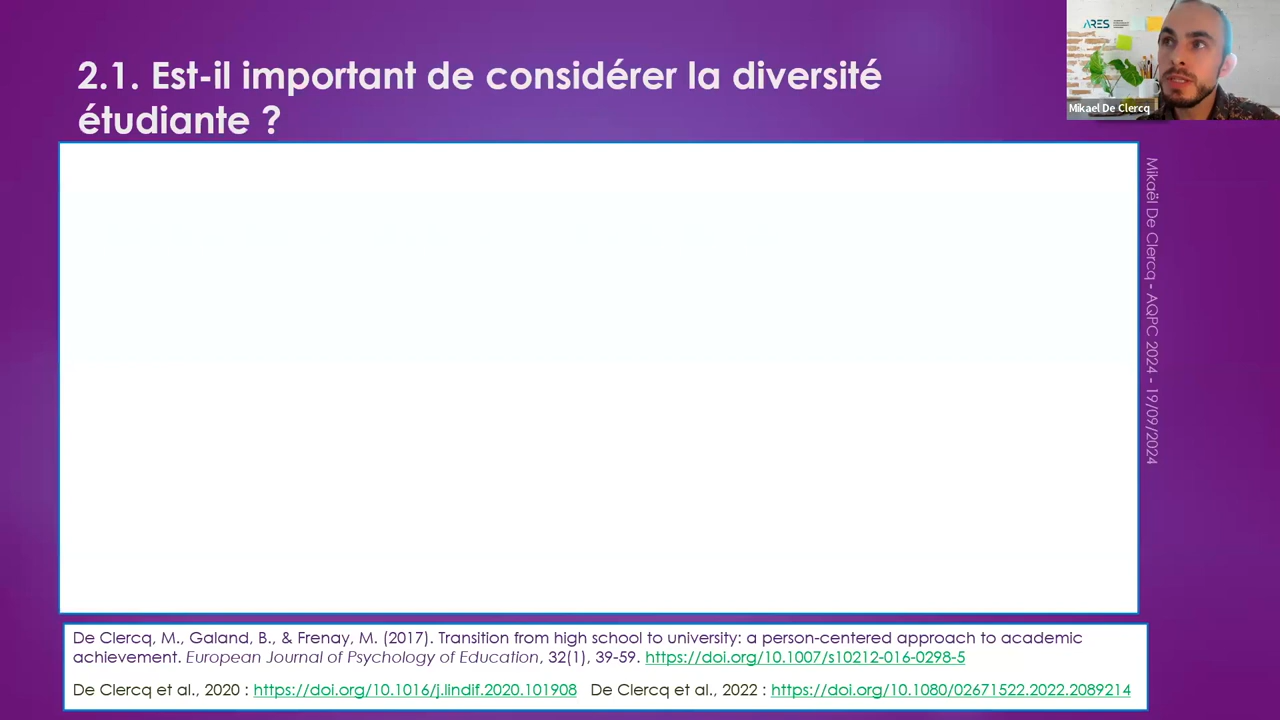 2.1. Est-il important de considérer la diversité
étudiante ?
ARES
Mikael De Clercq
Mikaël De Clercq - AQPC 2024 - 19/09/2024
De Clercq, M., Galand, B., & Frenay, M. (2017). Transition from high school to university: a person-centered approach to academic
achievement. European Journal of Psychology of Education, 32(1), 39-59. https://doi.org/10.1007/s10212-016-0298-5
De Clercq et al., 2020 : https://doi.org/10.1016/j.lindif.2020.101908 De Clercq et al., 2022 : https://doi.org/10.1080/02671522.2022.2089214